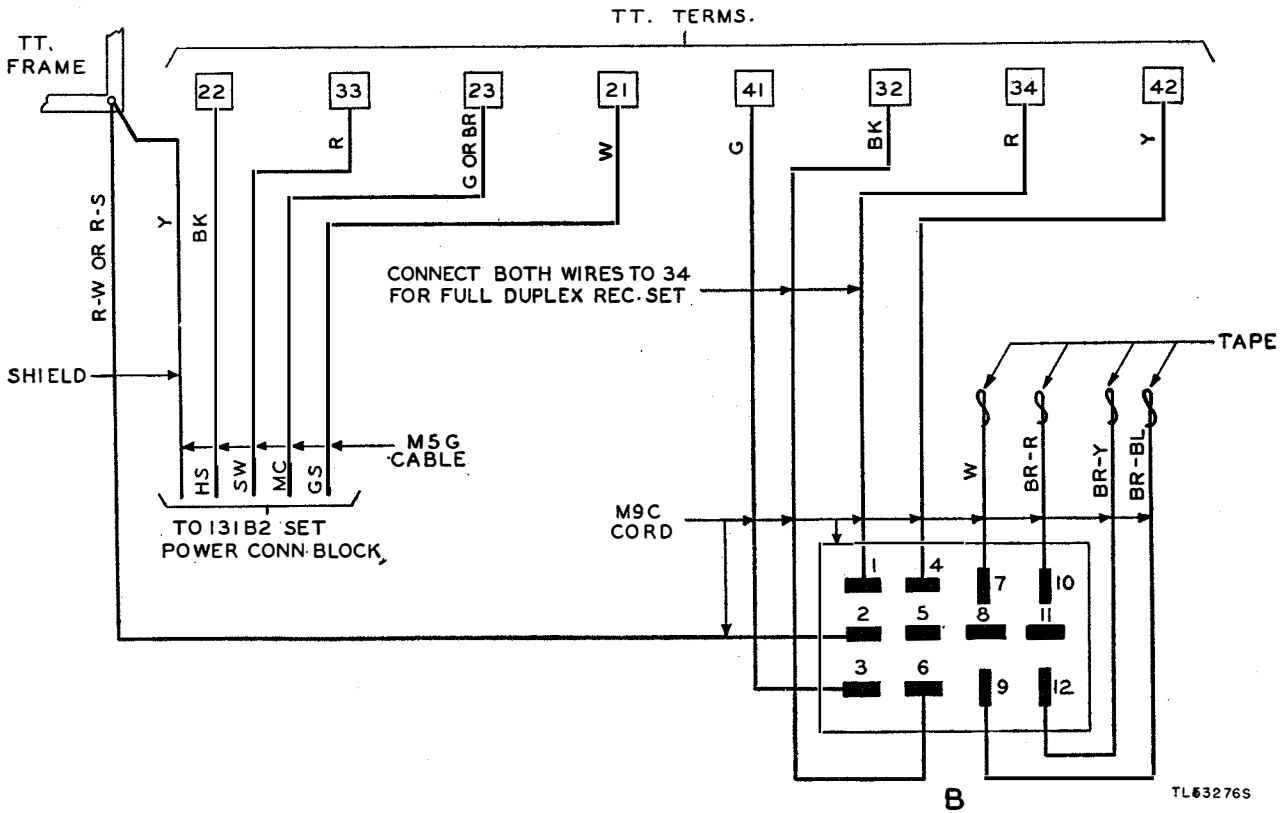 TT. TERMS.
TT.
FRAME
22
33
23
21
41
32
34
42
R-W OR R-S
Y
BK
R
G OR BR
W
G
BK
R
Y
CONNECT BOTH WIRES TO 34
FOR FULL DUPLEX REC. SET
TAPE
SHIELD
M5G
CABLE
HS
SW
MC
GS
W
BR-R
BR-Y
BR-BL
TO 131B2 SET
POWER CONN. BLOCK
M9C
CORD
1
4
7
10
2
5
8
11
3
6
9
12
B
TL53276S